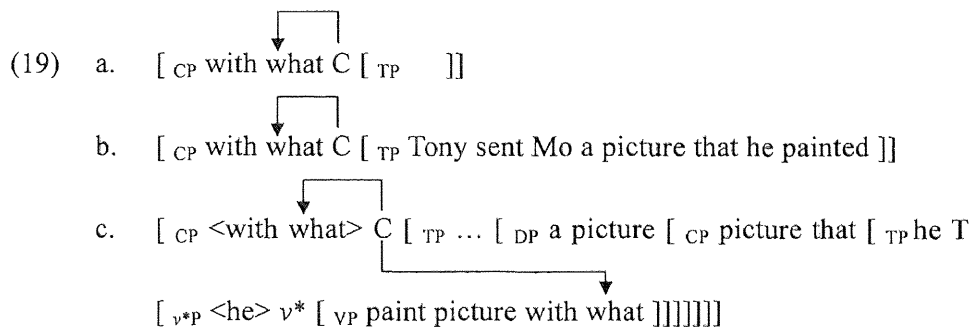 (19) a. [ CP with what C [ TP ]]
b. [ CP with what C [ TP Tony sent Mo a picture that he painted ]]
c. [ CP <with what> C [ TP ... [ DP a picture [ CP picture that [ TP he T
[ v*P <he> v* [ VP paint picture with what ]]]]]]]